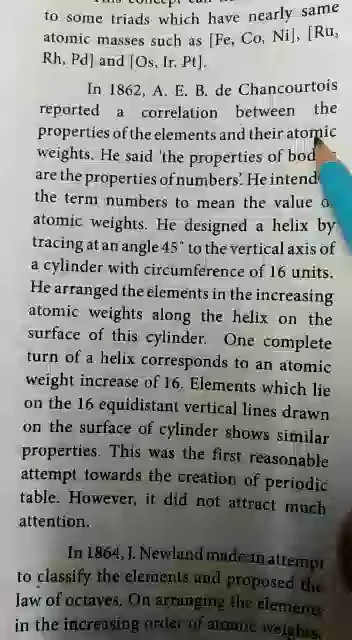 This concept can
to some triads which have nearly same
atomic masses such as [Fe, Co, Ni], [Ru,
Rh, Pd] and [Os, Ir, Pt].
In 1862, A. E. B. de Chancourtois
reported a correlation between the
properties of the elements and their atomic
weights. He said 'the properties of bod
are the properties of numbers'. He intend
the term numbers to mean the value o
atomic weights. He designed a helix by
tracing at an angle 45˚ to the vertical axis of
a cylinder with circumference of 16 units.
He arranged the elements in the increasing
atomic weights along the helix on the
surface of this cylinder. One complete
turn of a helix corresponds to an atomic
weight increase of 16. Elements which lie
on the 16 equidistant vertical lines drawn
on the surface of cylinder shows similar
properties. This was the first reasonable
attempt towards the creation of periodic
table. However, it did not attract much
attention.
In 1864, J. Newland made an attempt
to classify the elements and proposed the
law of octaves. On arranging the elements
in the increasing order of atomic weights,